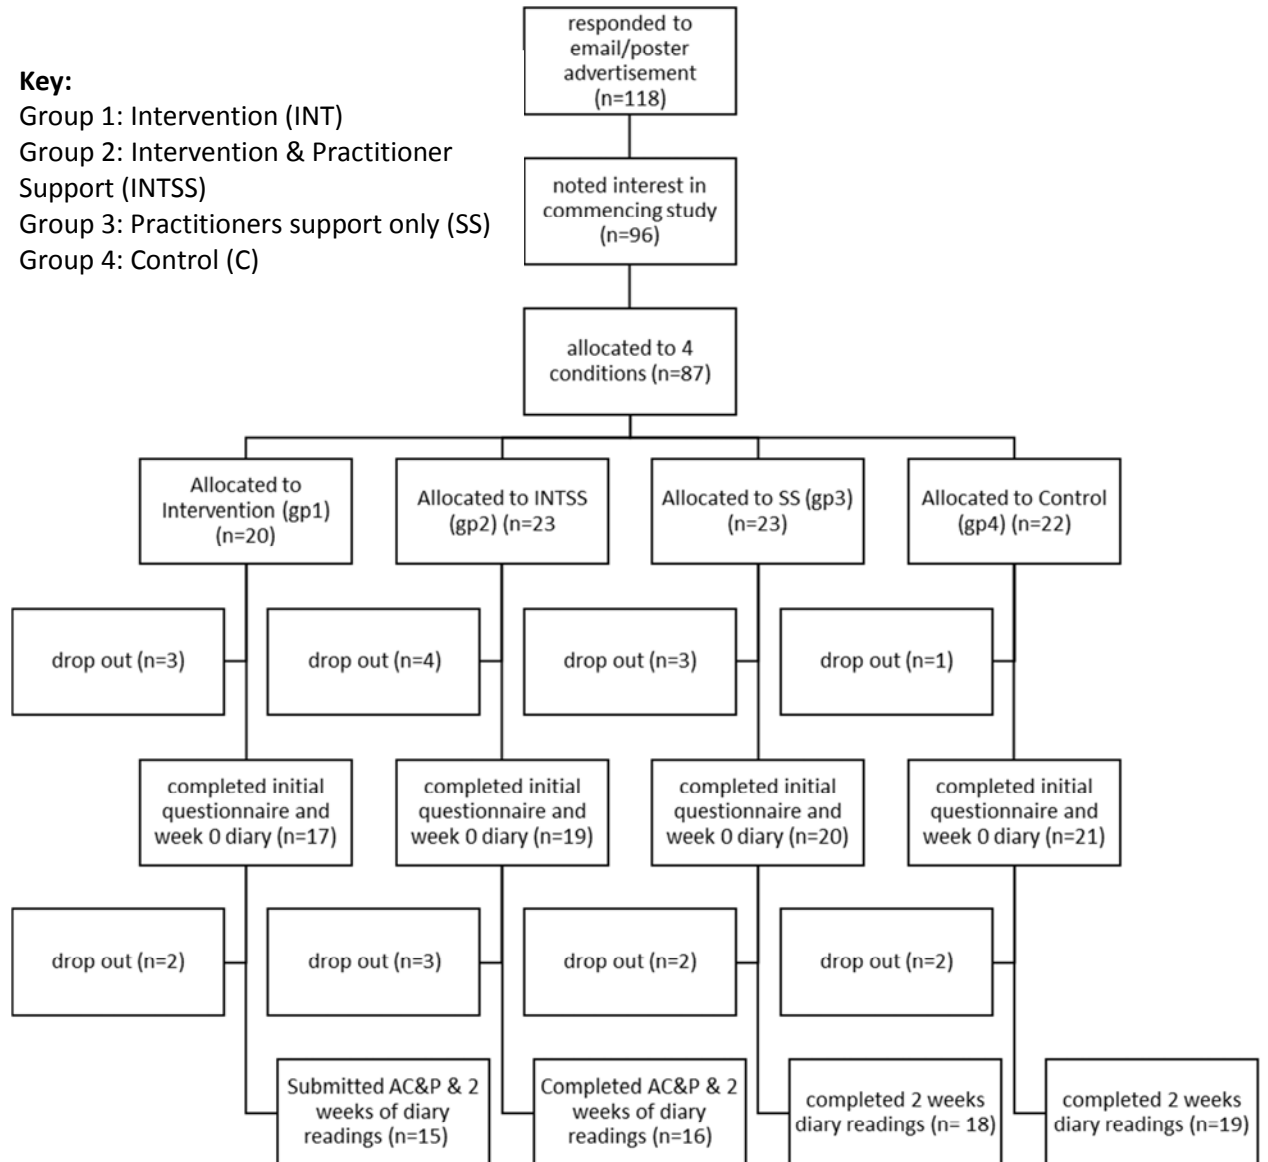 responded to
email/poster
advertisement
(n=118)
Key:
Group 1: Intervention (INT)
Group 2: Intervention & Practitioner
Support (INTSS)
Group 3: Practitioners support only (SS)
Group 4: Control (C)
noted interest in
commencing study
(n=96)
allocated to 4
conditions (n=87)
Allocated to
Intervention (gp1)
(n=20)
Allocated to INTSS
(gp2) (n=23
Allocated to SS (gp3)
(n=23)
Allocated to Control
(gp4) (n=22)
drop out (n=3)
drop out (n=4)
drop out (n=3)
drop out (n=1)
completed initial
questionnaire and
week 0 diary (n=17)
completed initial
questionnaire and
week 0 diary (n=19)
completed initial
questionnaire and
week 0 diary (n=20)
completed initial
questionnaire and
week 0 diary (n=21)
drop out (n=2)
drop out (n=3)
drop out (n=2)
drop out (n=2)
Submitted AC&P & 2
weeks of diary
readings (n=15)
Completed AC&P & 2
weeks of diary
readings (n=16)
completed 2 weeks
diary readings (n= 18)
completed 2 weeks
diary readings (n=19)